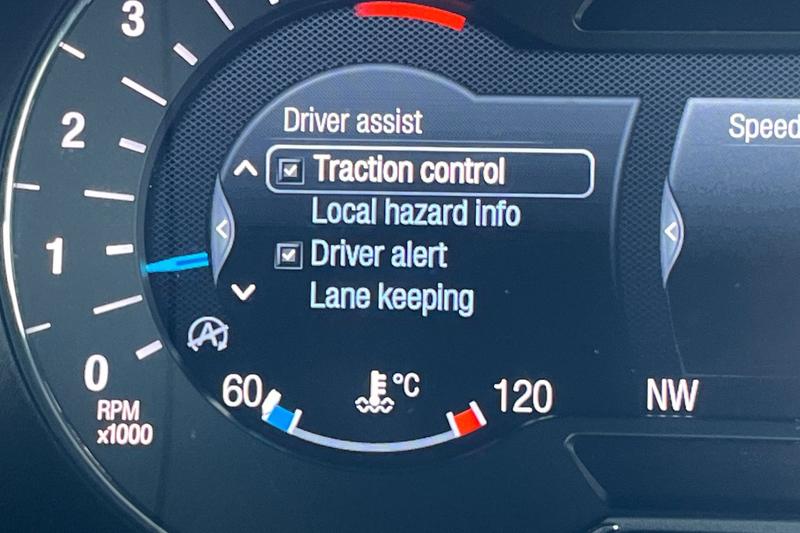 3
2
1
0
RPM
x1000
Driver assist
Traction control
Local hazard info
Driver alert
Lane keeping
A
60
°C
120
Speed
NW